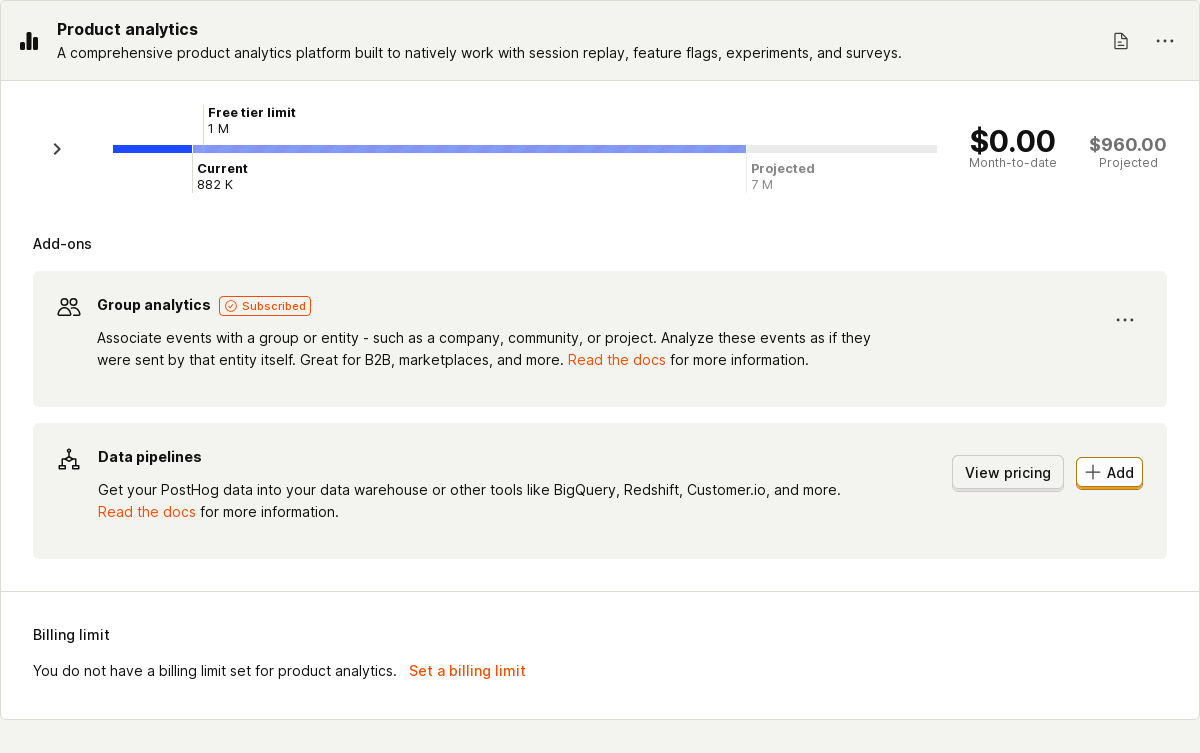 Product analytics
A comprehensive product analytics platform built to natively work with session replay, feature flags, experiments, and surveys.
Free tier limit
1 M
Current
882 K
Projected
7 M
$0.00
Month-to-date
$960.00
Projected
Add-ons
Group analytics Subscribed
Associate events with a group or entity - such as a company, community, or project. Analyze these events as if they
were sent by that entity itself. Great for B2B, marketplaces, and more. Read the docs for more information.
Data pipelines
Get your PostHog data into your data warehouse or other tools like BigQuery, Redshift, Customer.io, and more.
Read the docs for more information.
View pricing
Add
Billing limit
You do not have a billing limit set for product analytics. Set a billing limit